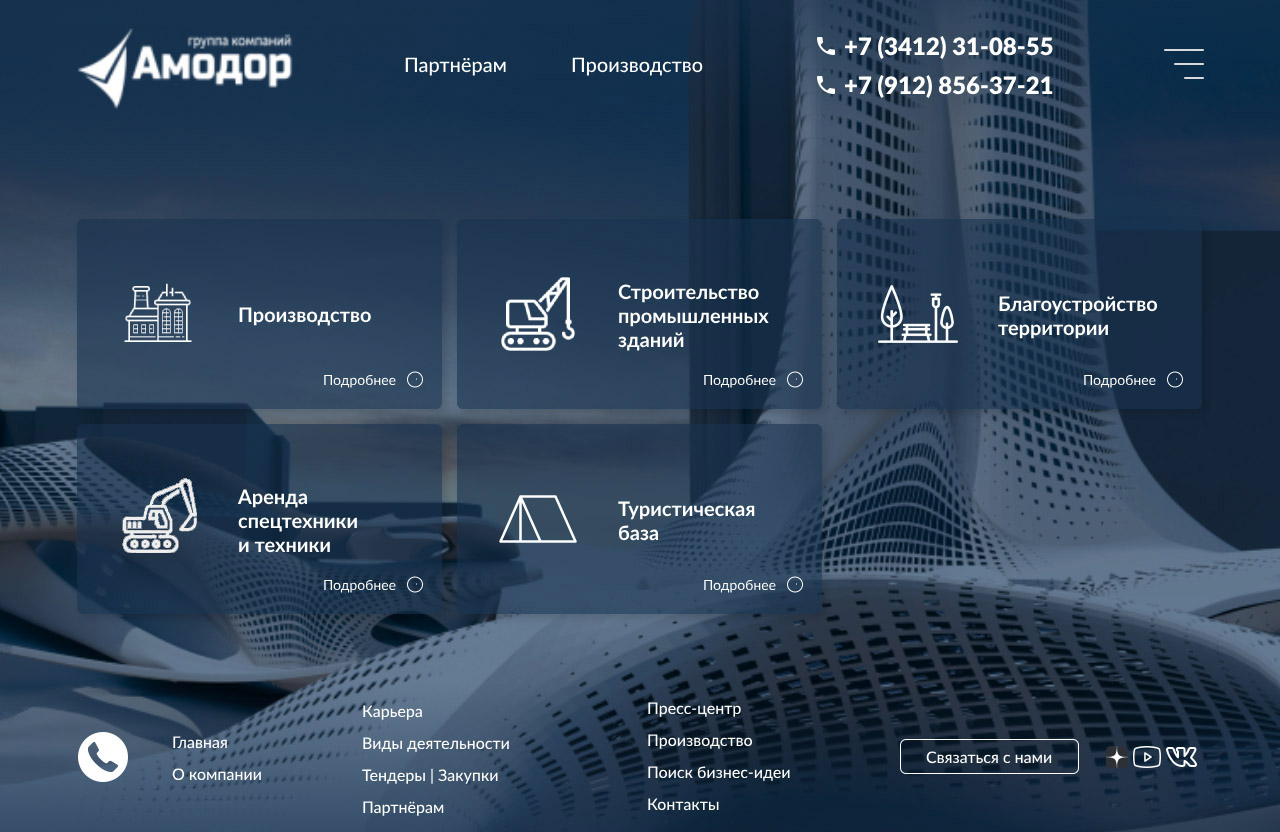 группа компаний
Амодор
Партнёрам
Производство
+7 (3412) 31-08-55
+7 (912) 856-37-21
Производство
Подробнее
Строительство
промышленных
зданий
Подробнее
Благоустройство
территории
Подробнее
Аренда
спецтехники
и техники
Подробнее
Туристическая
база
Подробнее
Главная
О компании
Карьера
Виды деятельности
Тендеры | Закупки
Партнёрам
Пресс-центр
Производство
Поиск бизнес-идеи
Контакты
Связаться с нами